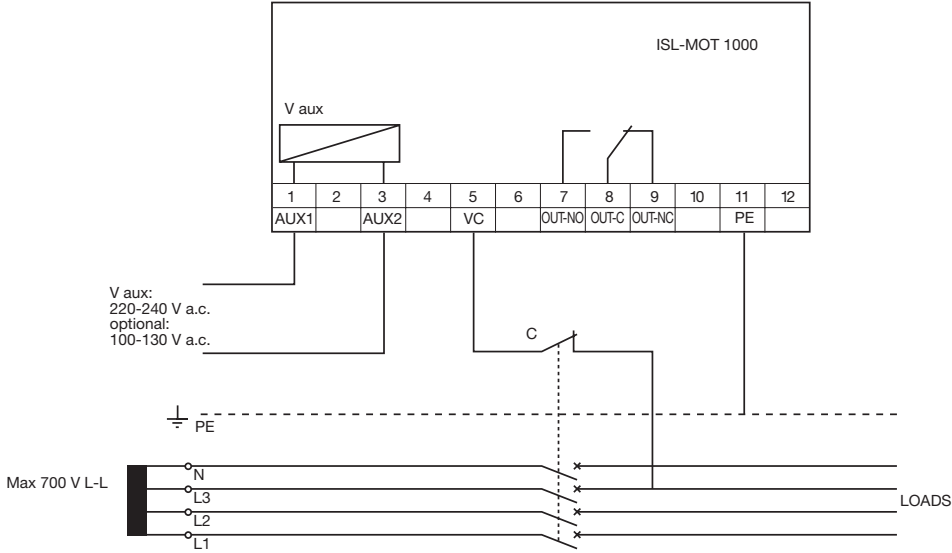 ISL-MOT 1000
V aux
1 2 3 4 5 6 7 8 9 10 11 12
AUX1 AUX2 VC OUT-NO OUT-C OUT-NC PE
V aux:
220-240 V a.c.
optional:
100-130 V a.c.
C
PE
Max 700 V L-L
N
L3
L2
L1
LOADS